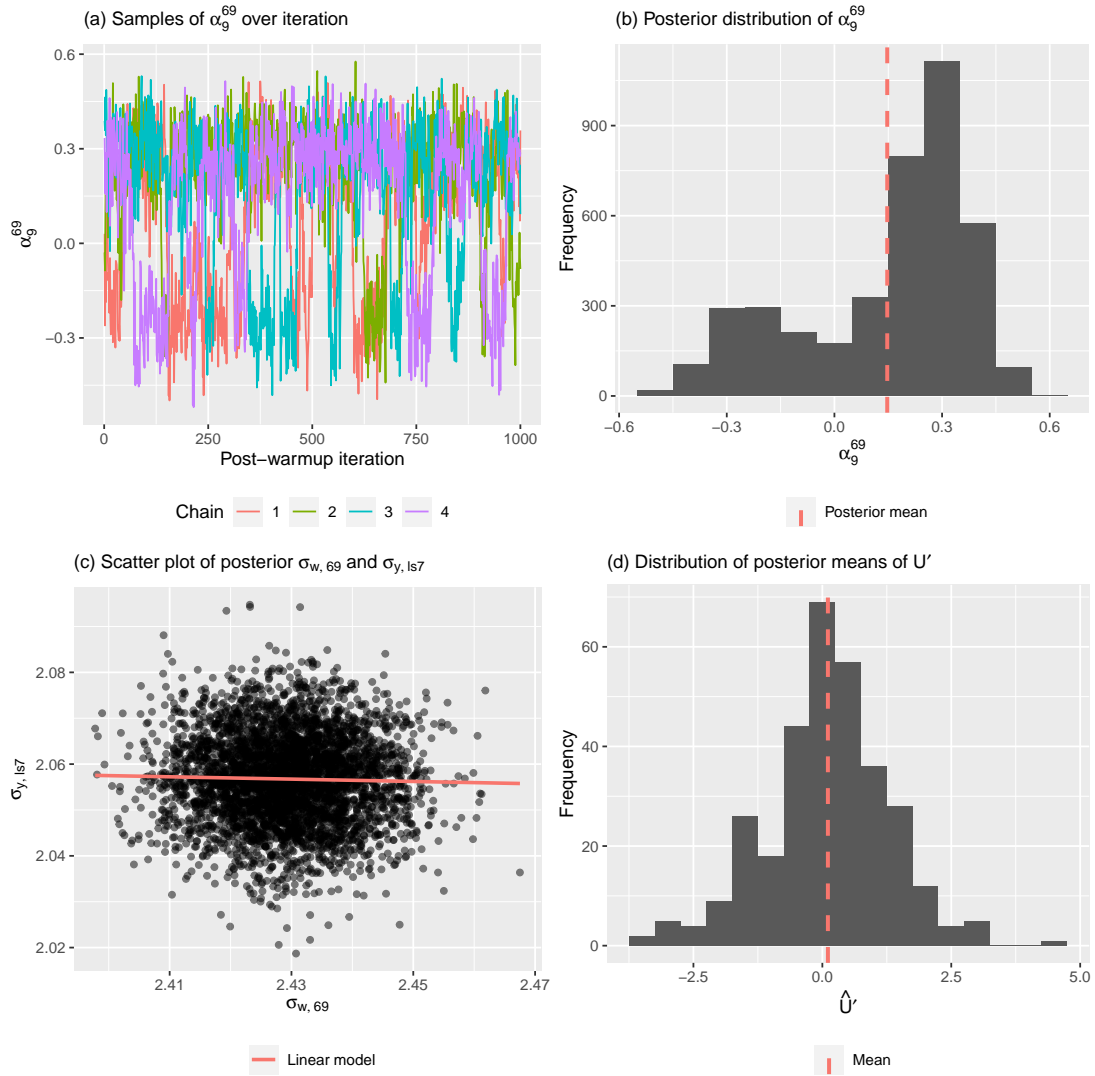 (a) Samples of α₉⁶⁹ over iteration
0.6
0.3
0.0
−0.3
α₉⁶⁹
0 250 500 750 1000
Post−warmup iteration
Chain 1 2 3 4
(b) Posterior distribution of α₉⁶⁹
900
600
300
0
Frequency
−0.6 −0.3 0.0 0.3 0.6
α₉⁶⁹
Posterior mean
(c) Scatter plot of posterior σw, 69 and σy, ls7
2.08
2.06
2.04
2.02
σy, ls7
2.41 2.43 2.45 2.47
σw, 69
Linear model
(d) Distribution of posterior means of U′
60
40
20
0
Frequency
−2.5 0.0 2.5 5.0
Û′
Mean